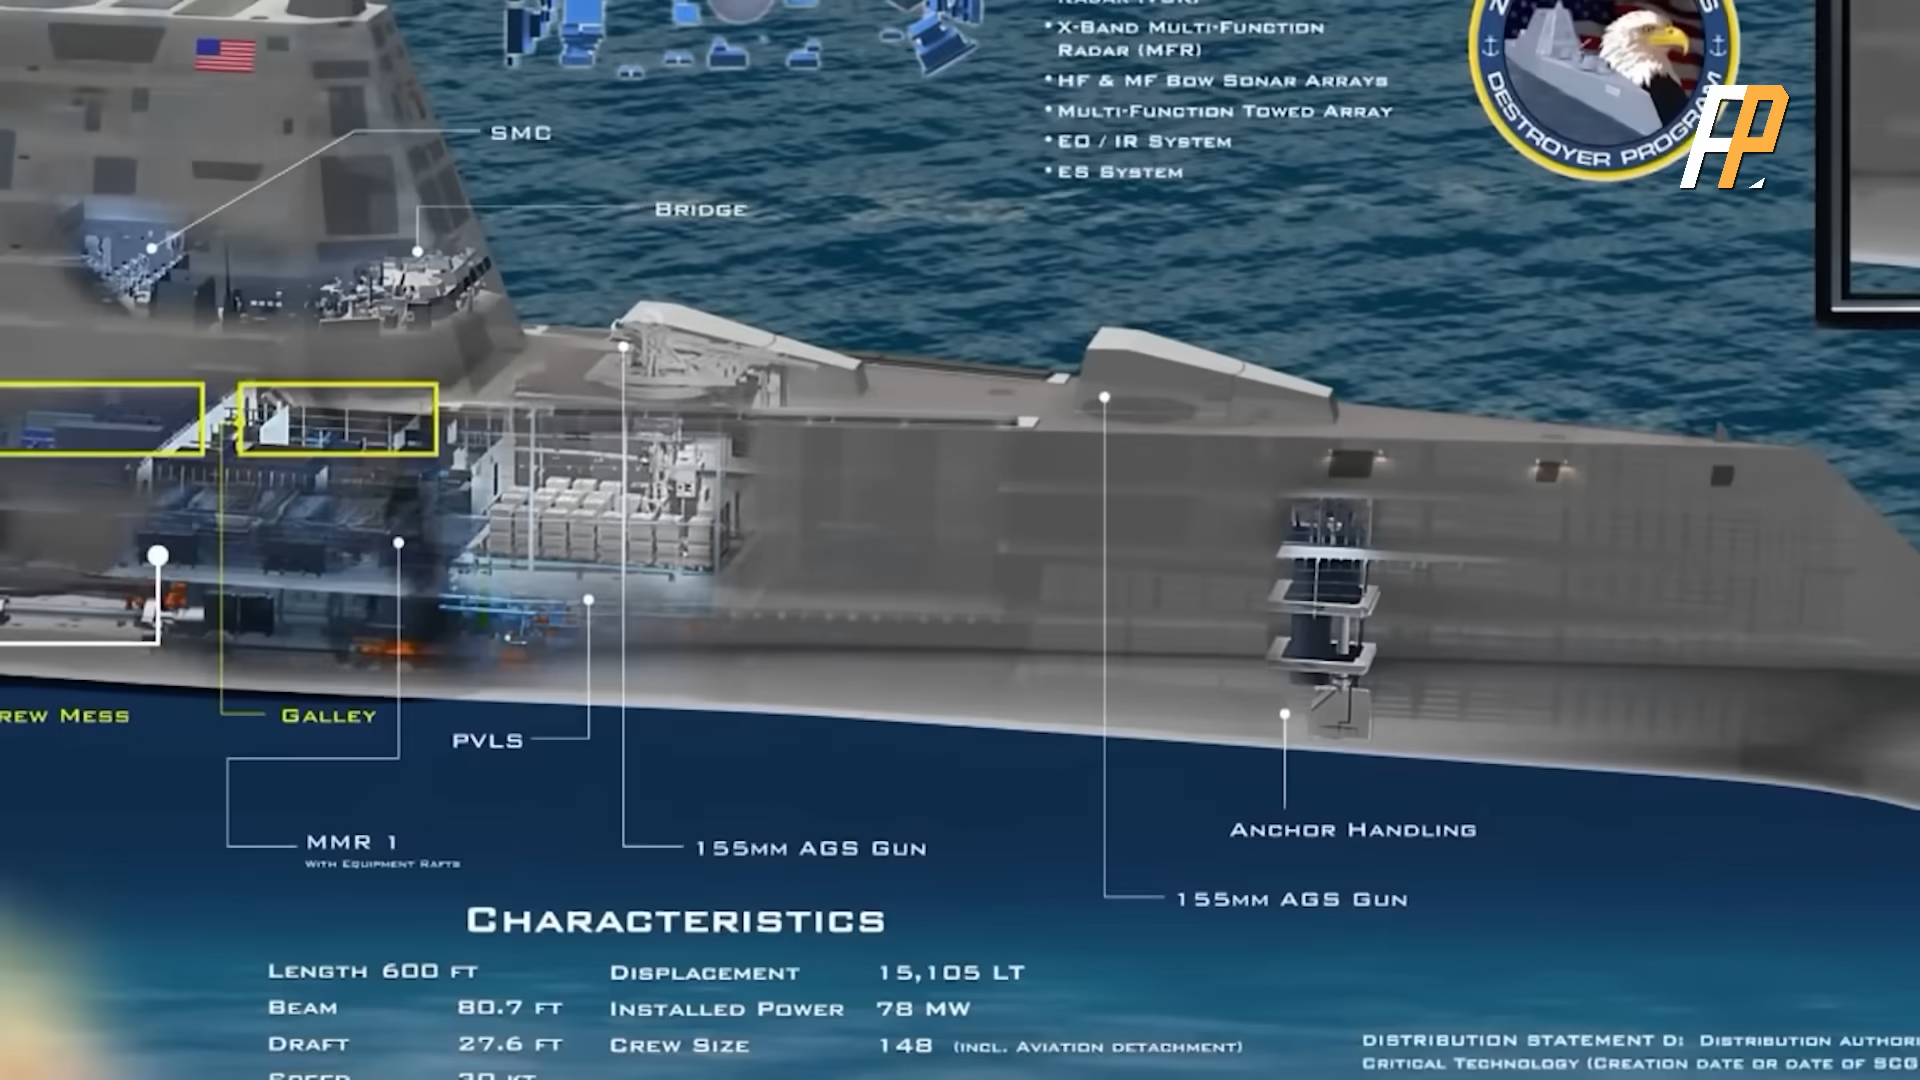 X-Band Multi-Function
Radar (MFR)
HF & MF Bow Sonar Arrays
Multi-Function Towed Array
EO / IR System
ES System
DESTROYER PROGRAM
FP
SMC
Bridge
rew Mess
Galley
PVLS
MMR 1
with Equipment Rafts
155mm AGS Gun
Anchor Handling
155mm AGS Gun
Characteristics
Length 600 ft
Displacement 15,105 LT
Beam 80.7 ft
Installed Power 78 MW
Draft 27.6 ft
Crew Size 148 (incl. Aviation detachment)
Speed 30 kt
DISTRIBUTION STATEMENT D: Distribution authori
Critical Technology (Creation date or date of SCG